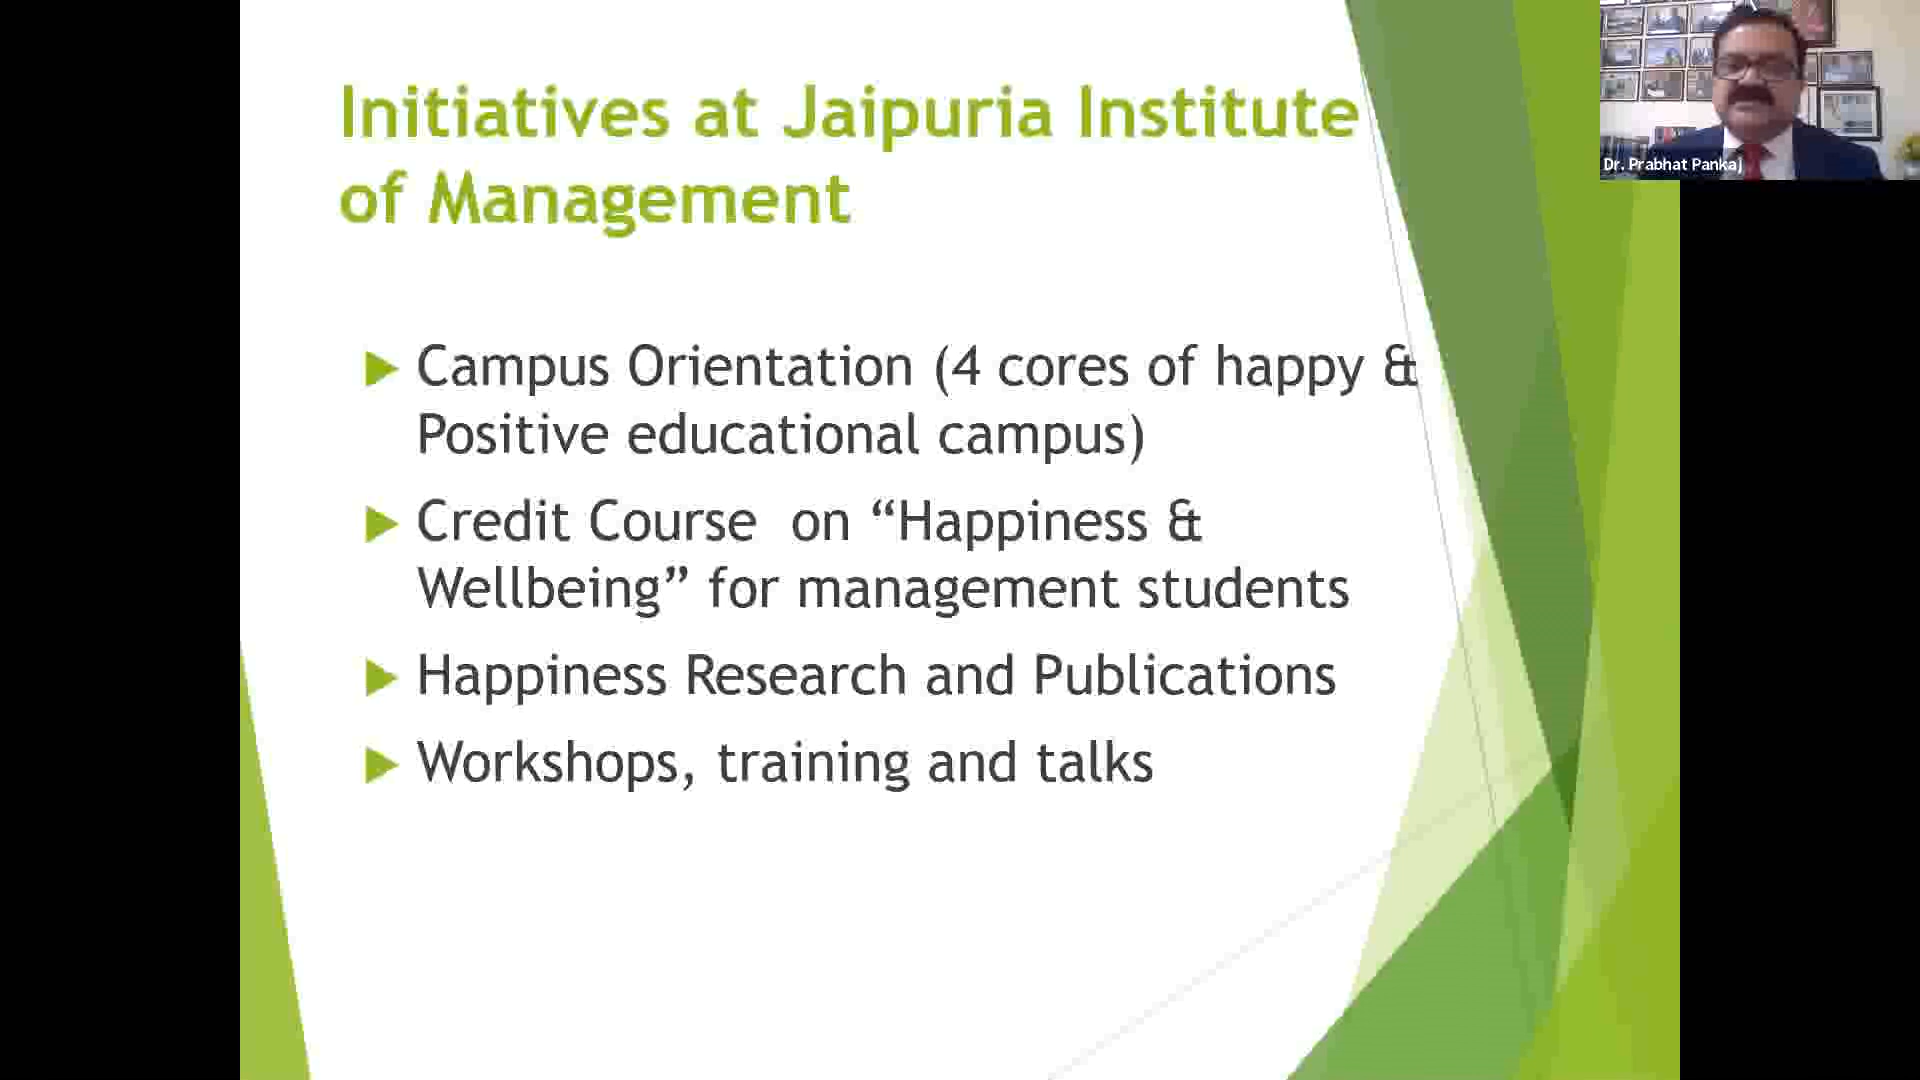 Initiatives at Jaipuria Institute
of Management
Campus Orientation (4 cores of happy &
Positive educational campus)
Credit Course  on “Happiness &
Wellbeing” for management students
Happiness Research and Publications
Workshops, training and talks
Dr. Prabhat Pankaj